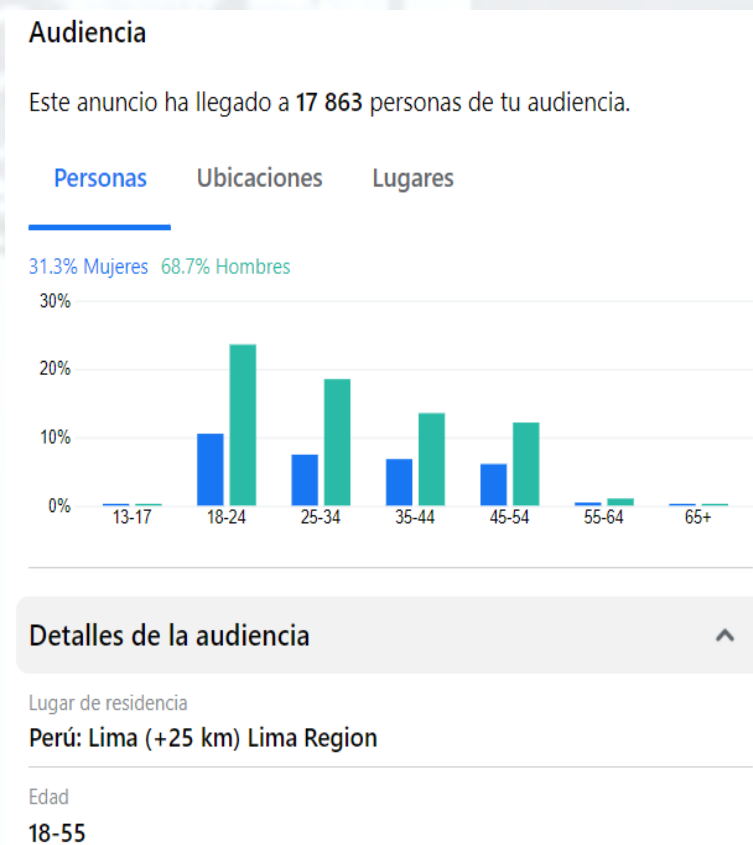 Audiencia
Este anuncio ha llegado a 17 863 personas de tu audiencia.
Personas Ubicaciones Lugares
31.3% Mujeres 68.7% Hombres
30%
20%
10%
0%
13-17 18-24 25-34 35-44 45-54 55-64 65+
Detalles de la audiencia
Lugar de residencia
Perú: Lima (+25 km) Lima Region
Edad
18-55